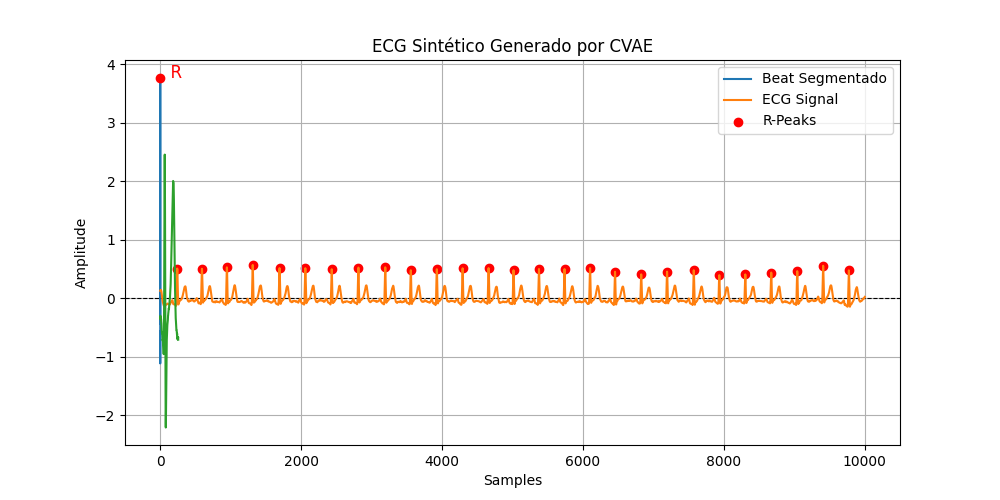 ECG Sintético Generado por CVAE
R
Beat Segmentado
ECG Signal
R-Peaks
Amplitude
4
3
2
1
0
−1
−2
0 2000 4000 6000 8000 10000
Samples